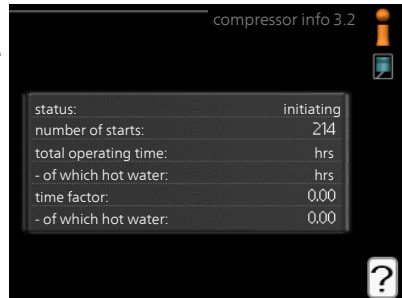 compressor info 3.2
status: initiating
number of starts: 214
total operating time: hrs
- of which hot water: hrs
time factor: 0.00
- of which hot water: 0.00
?